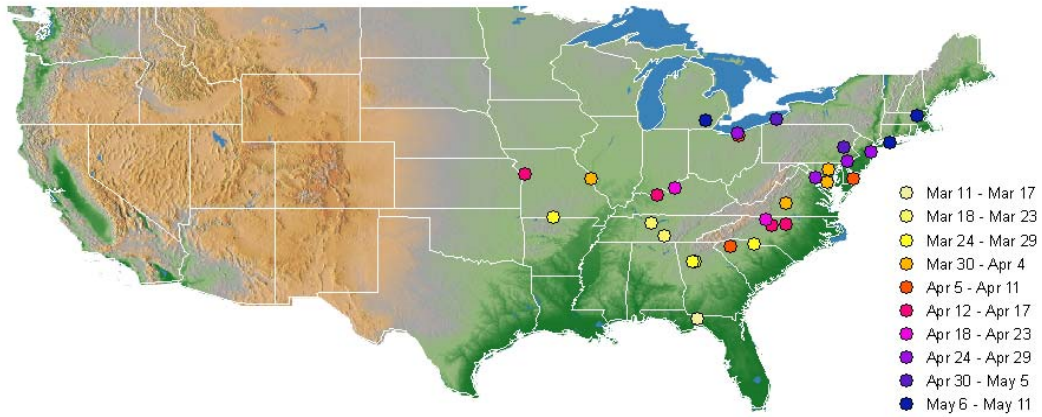 Mar 11 - Mar 17
Mar 18 - Mar 23
Mar 24 - Mar 29
Mar 30 - Apr 4
Apr 5 - Apr 11
Apr 12 - Apr 17
Apr 18 - Apr 23
Apr 24 - Apr 29
Apr 30 - May 5
May 6 - May 11